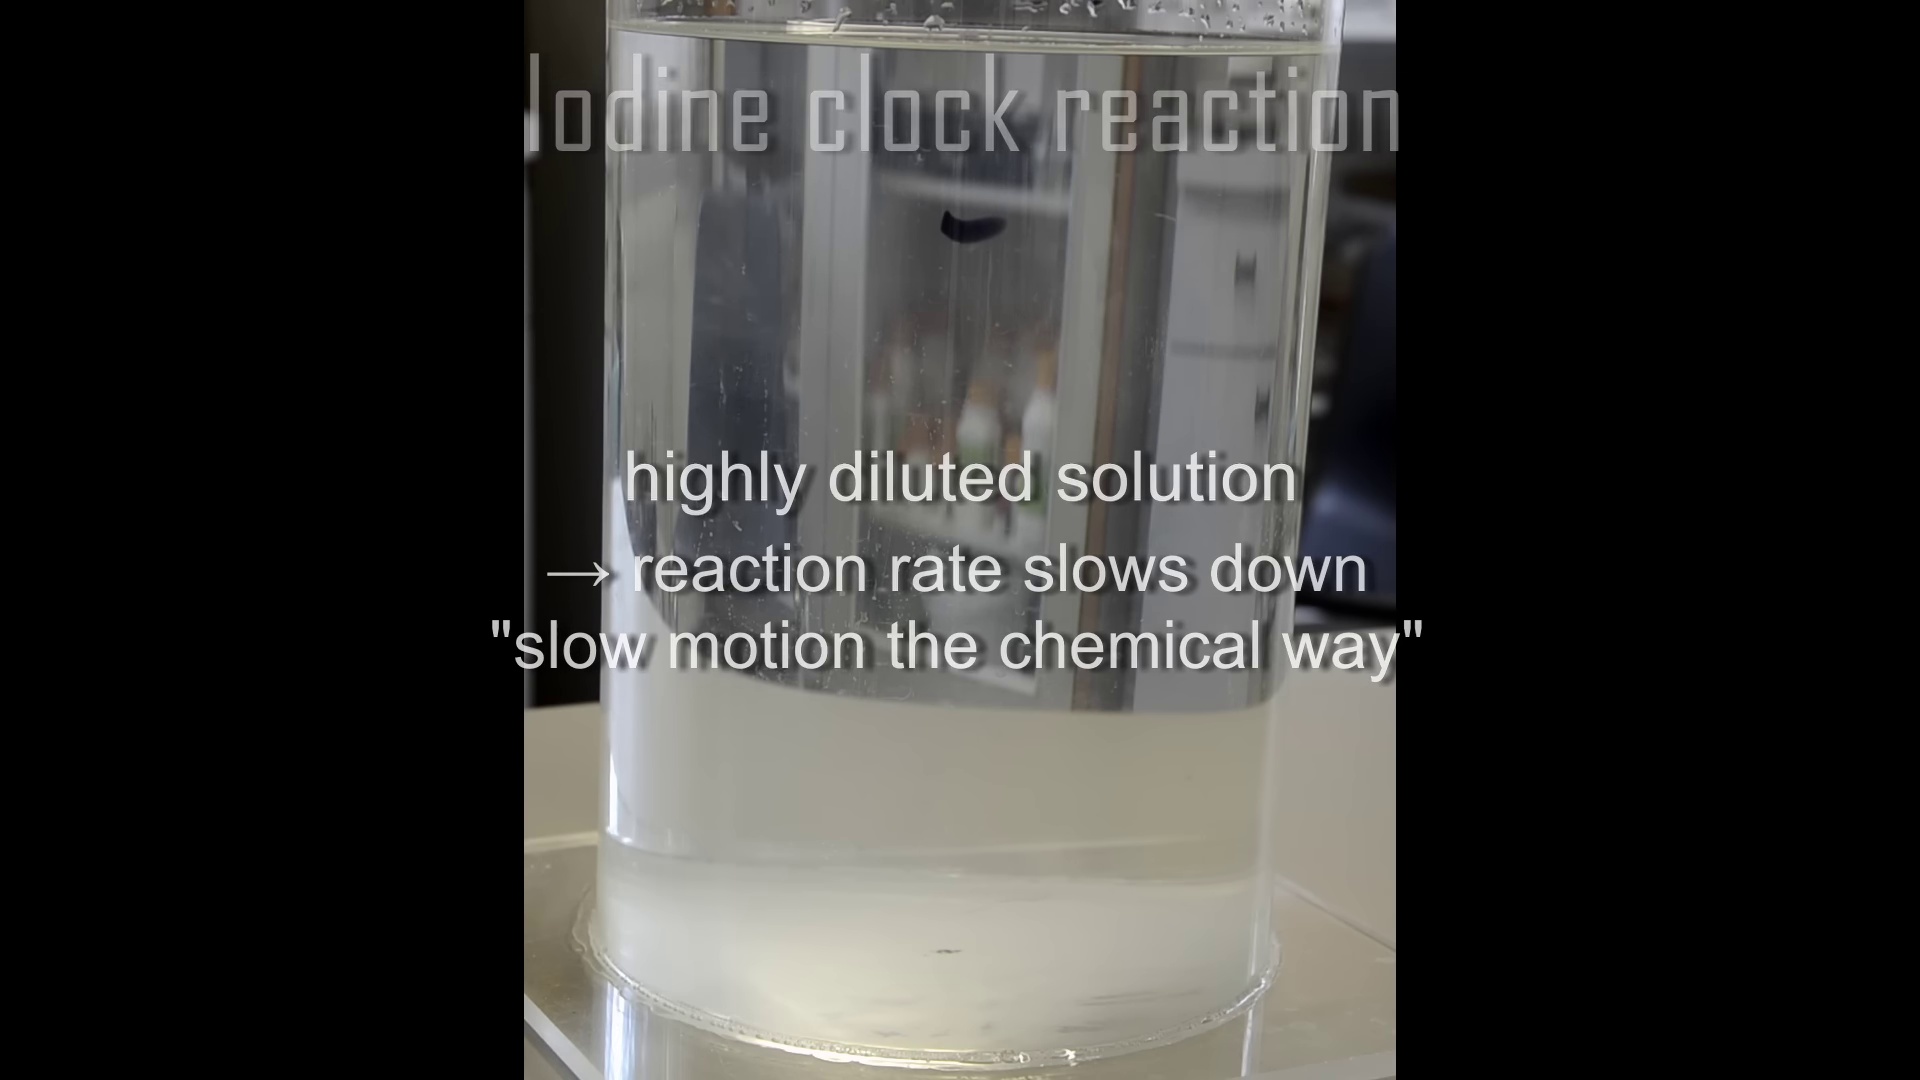 Iodine clock reaction
highly diluted solution
→ reaction rate slows down
"slow motion the chemical way"